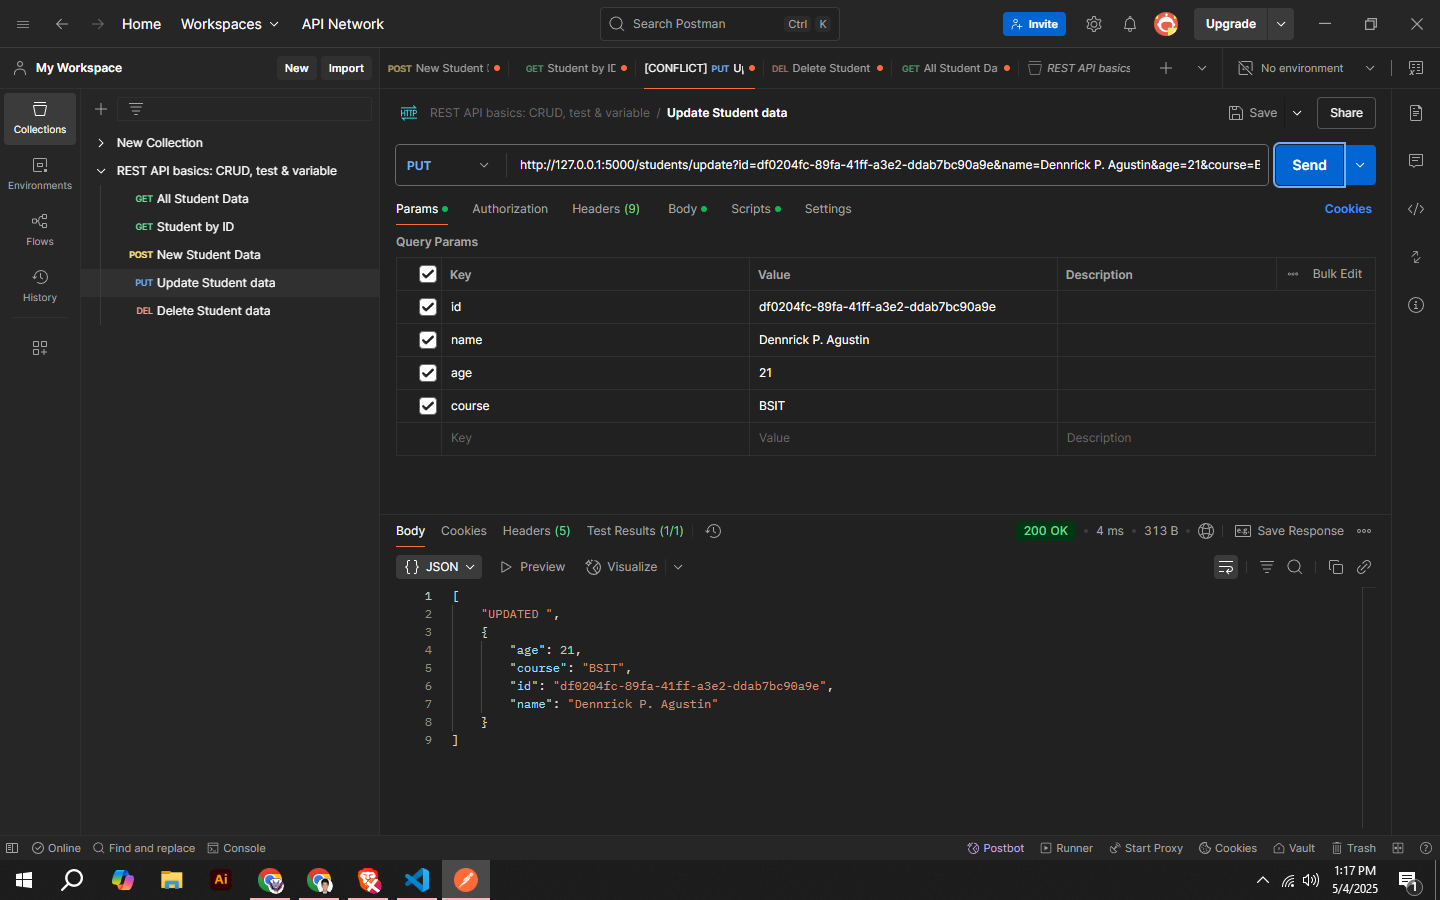 Home Workspaces API Network Search Postman Ctrl K Invite Upgrade
My Workspace New Import POST New Student I GET Student by ID [CONFLICT] PUT Up DEL Delete Student GET All Student Da REST API basics No environment
Collections
Environments
Flows
History
New Collection
REST API basics: CRUD, test & variable
GET All Student Data
GET Student by ID
POST New Student Data
PUT Update Student data
DEL Delete Student data
HTTP REST API basics: CRUD, test & variable / Update Student data Save Share
PUT http://127.0.0.1:5000/students/update?id=df0204fc-89fa-41ff-a3e2-ddab7bc90a9e&name=Dennrick P. Agustin&age=21&course=E Send
Params Authorization Headers (9) Body Scripts Settings Cookies
Query Params
Key Value Description Bulk Edit
id df0204fc-89fa-41ff-a3e2-ddab7bc90a9e
name Dennrick P. Agustin
age 21
course BSIT
Key Value Description
Body Cookies Headers (5) Test Results (1/1) 200 OK 4 ms 313 B e.g. Save Response
{} JSON Preview Visualize
1 [
2 "UPDATED ",
3 {
4 "age": 21,
5 "course": "BSIT",
6 "id": "df0204fc-89fa-41ff-a3e2-ddab7bc90a9e",
7 "name": "Dennrick P. Agustin"
8 }
9 ]
Online Find and replace Console Postbot Runner Start Proxy Cookies Vault Trash
Ai 1:17 PM
5/4/2025 1